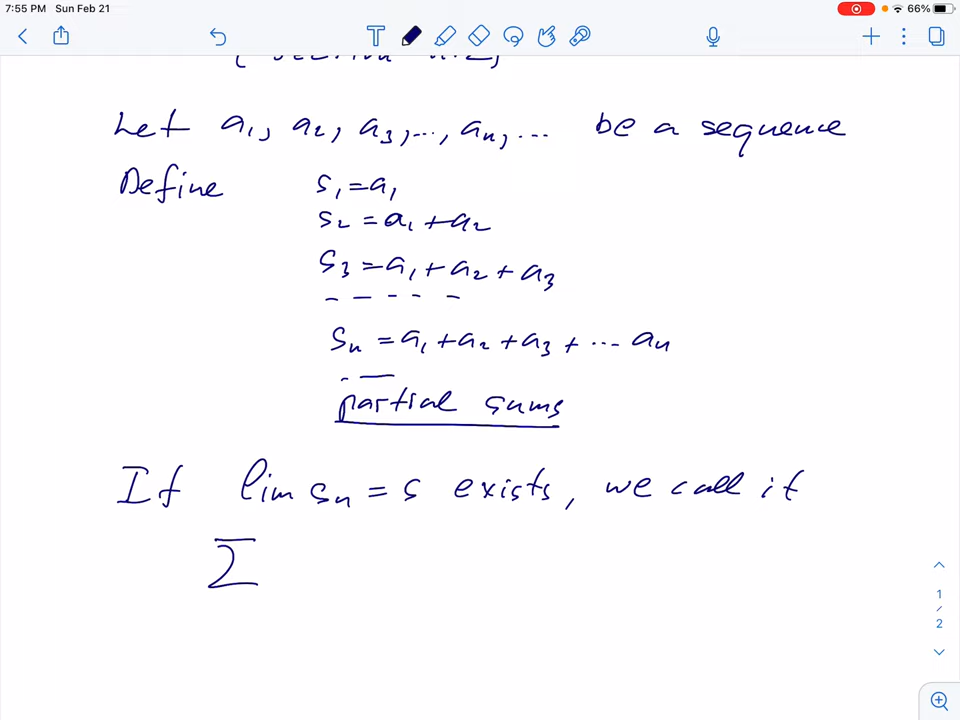 7:55 PM Sun Feb 21
66%
Let a₁, a₂, a₃,..., aₙ, ... be a sequence
Define s₁ = a₁
s₂ = a₁ + a₂
s₃ = a₁ + a₂ + a₃
- - - - -
sₙ = a₁ + a₂ + a₃ + ... aₙ
partial sums
If lim sₙ = s exists, we call it
Σ
1
/
2